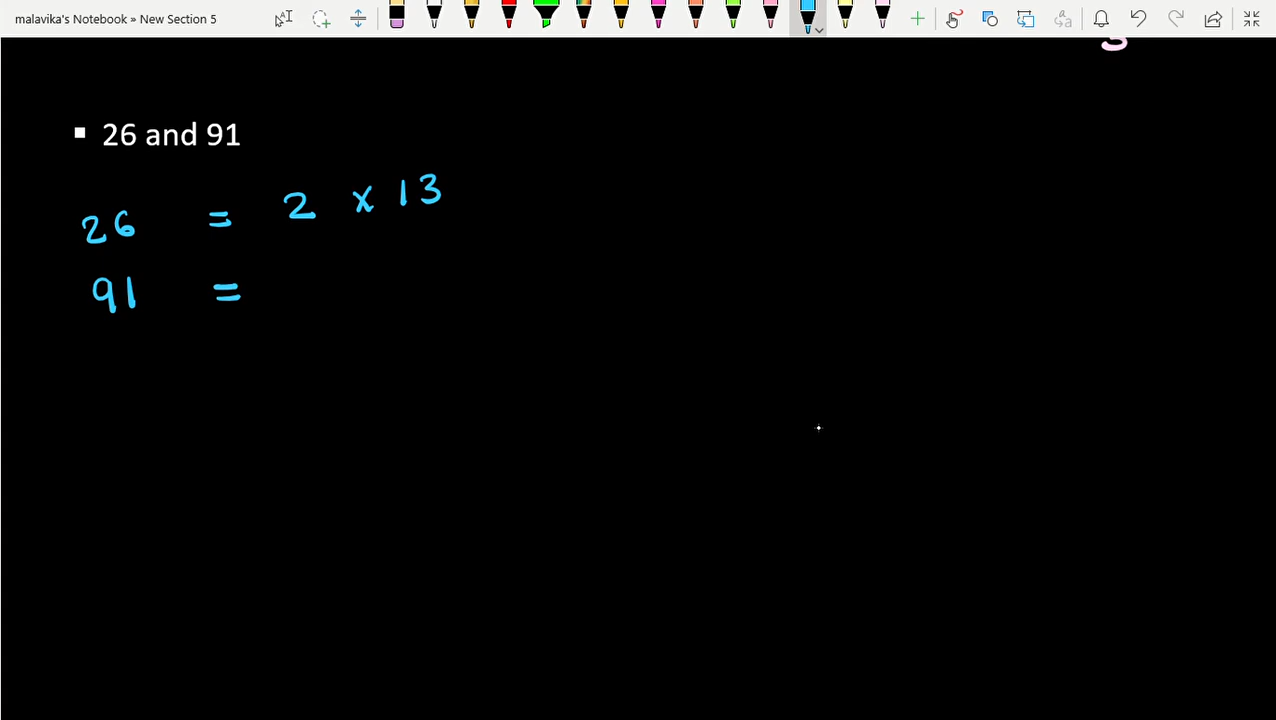 malavika's Notebook » New Section 5
▪ 26 and 91
26 = 2 x 13
91 =